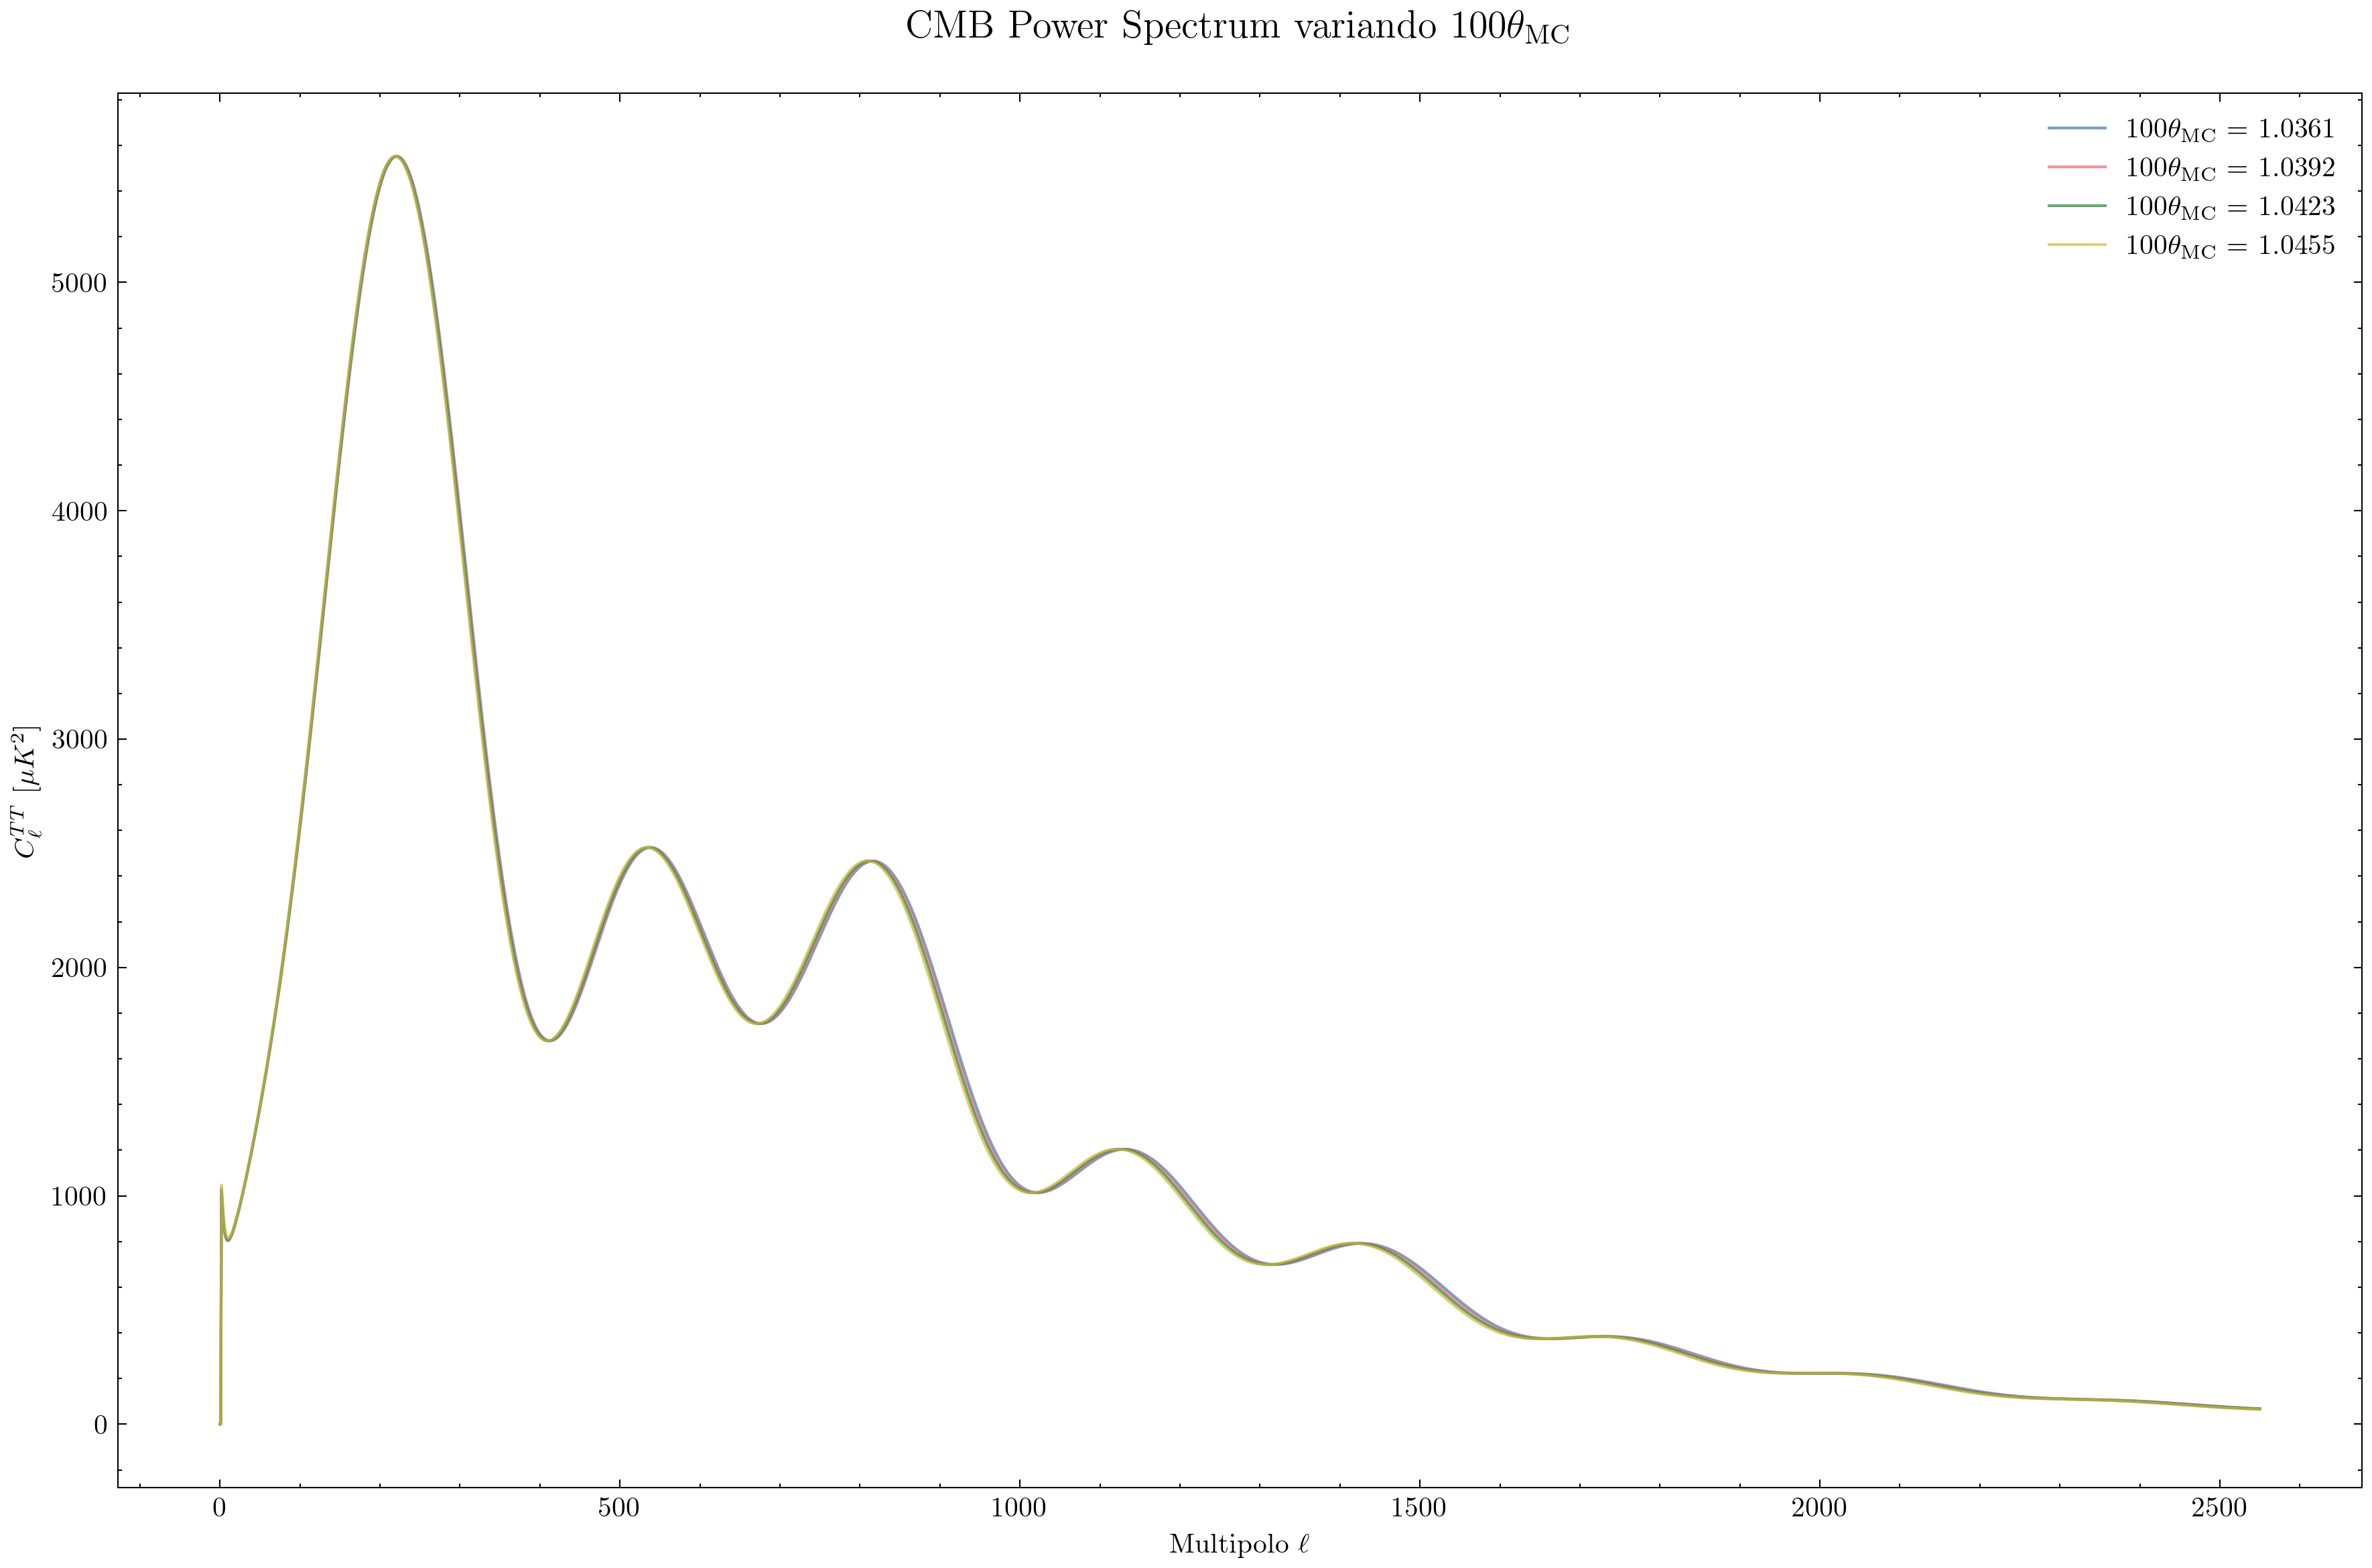 CMB Power Spectrum variando 100θ_MC
100θ_MC = 1.0361
100θ_MC = 1.0392
100θ_MC = 1.0423
100θ_MC = 1.0455
C_ℓ^{TT} [μK²]
5000
4000
3000
2000
1000
0
0 500 1000 1500 2000 2500
Multipolo ℓ